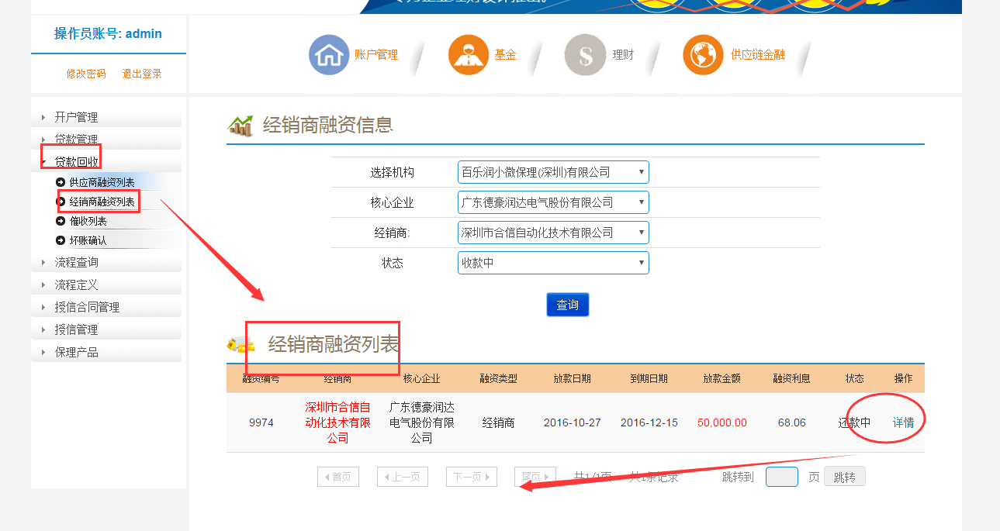 操作员账号: admin
修改密码 退出登录
账户管理 基金 理财 供应链金融
开户管理
贷款管理
贷款回收
供应商融资列表
经销商融资列表
催收列表
坏账确认
流程查询
流程定义
授信合同管理
授信管理
保理产品
经销商融资信息
选择机构 百乐润小微保理(深圳)有限公司
核心企业 广东德豪润达电气股份有限公司
经销商: 深圳市合信自动化技术有限公司
状态 收款中
查询
经销商融资列表
融资编号 经销商 核心企业 融资类型 放款日期 到期日期 放款金额 融资利息 状态 操作
9974 深圳市合信自动化技术有限公司 广东德豪润达电气股份有限公司 经销商 2016-10-27 2016-12-15 50,000.00 68.06 还款中 详情
首页 上一页 下一页 尾页 共1/1页 共1条记录 跳转到 页 跳转